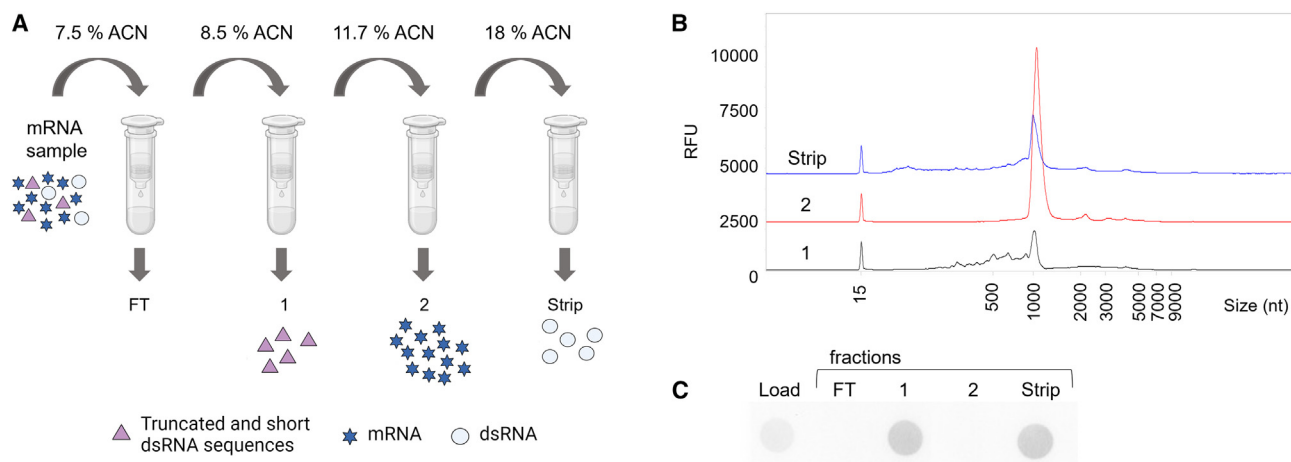 A
7.5 % ACN 8.5 % ACN 11.7 % ACN 18 % ACN
mRNA
sample
FT 1 2 Strip
Truncated and short
dsRNA sequences
mRNA
dsRNA
B
10000
7500
5000
2500
0
RFU
Strip
2
1
15 500 1000 2000 3000 5000 7000 9000 Size (nt)
C
fractions
Load FT 1 2 Strip